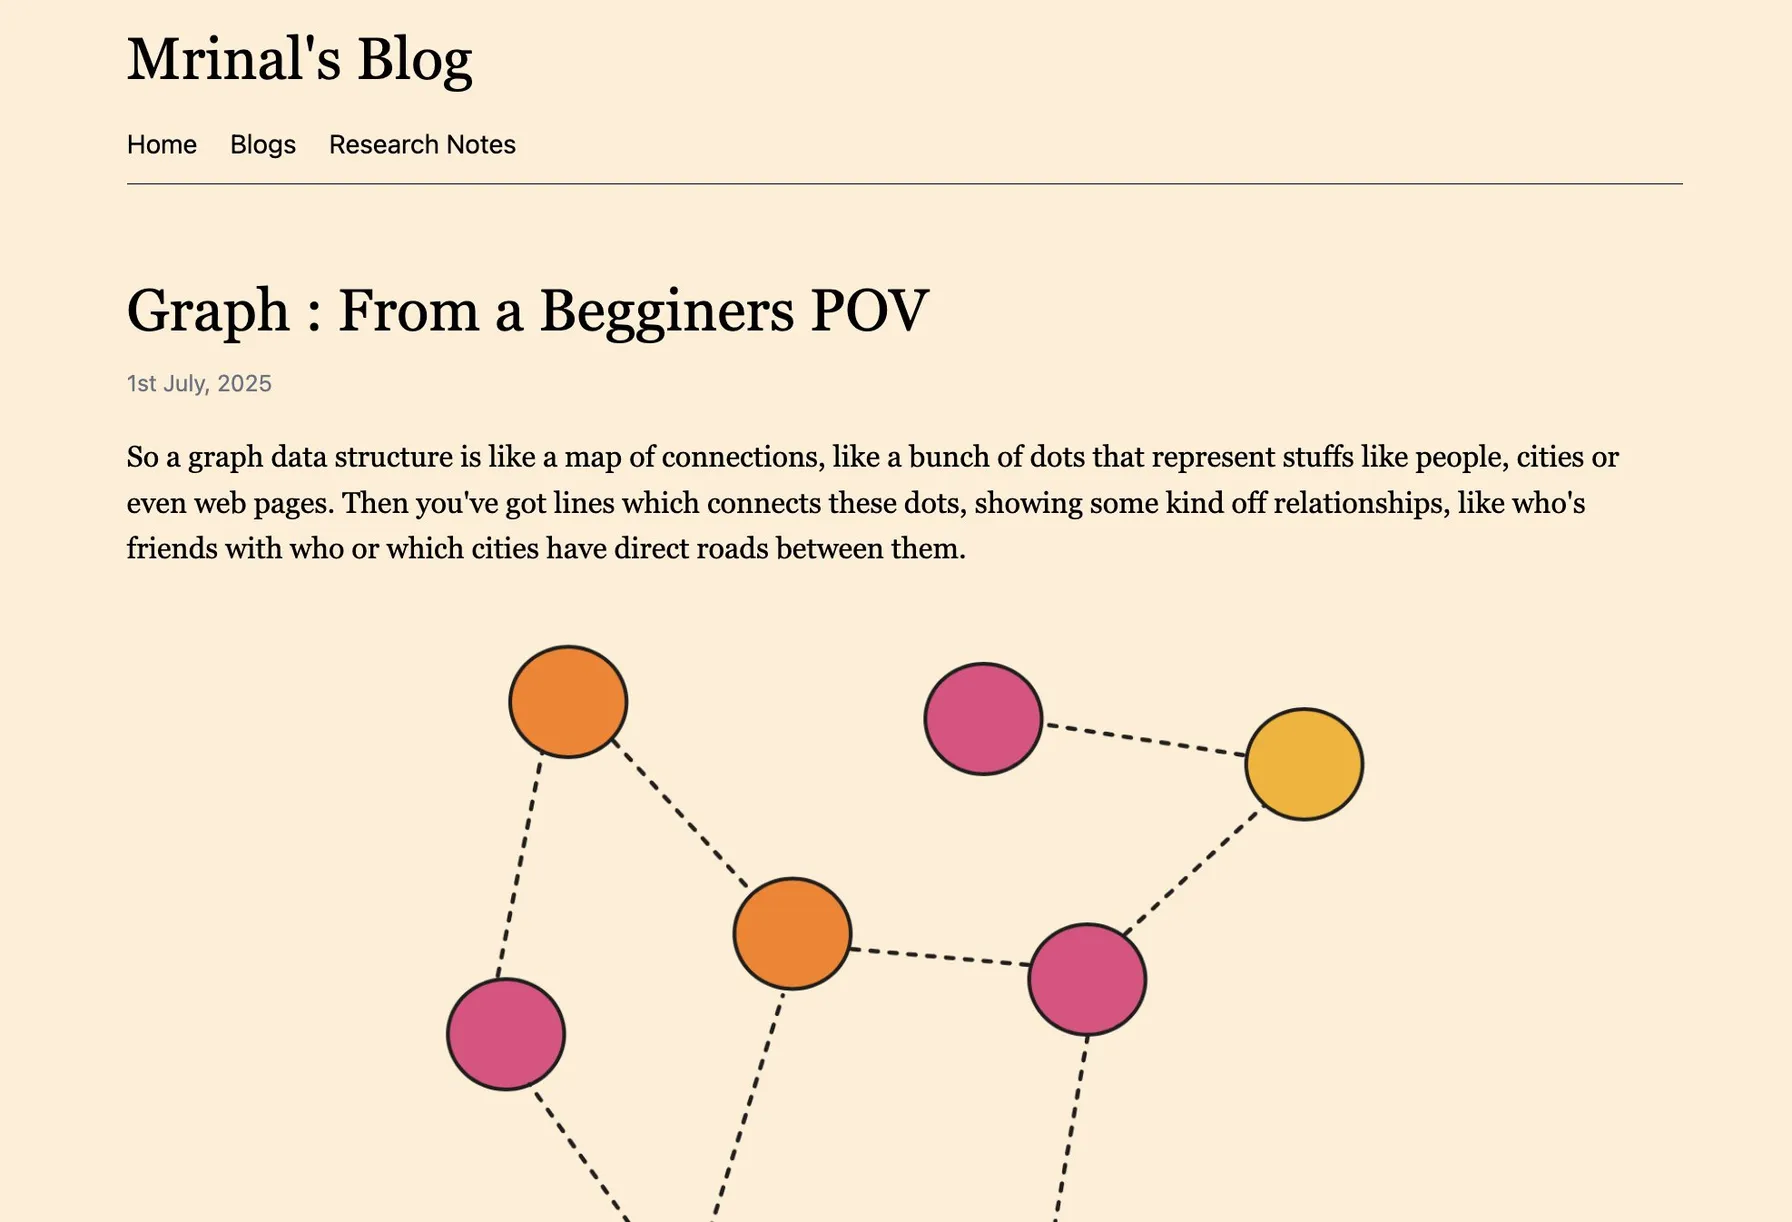 Mrinal's Blog
Home Blogs Research Notes
Graph : From a Begginers POV
1st July, 2025
So a graph data structure is like a map of connections, like a bunch of dots that represent stuffs like people, cities or
even web pages. Then you've got lines which connects these dots, showing some kind off relationships, like who's
friends with who or which cities have direct roads between them.